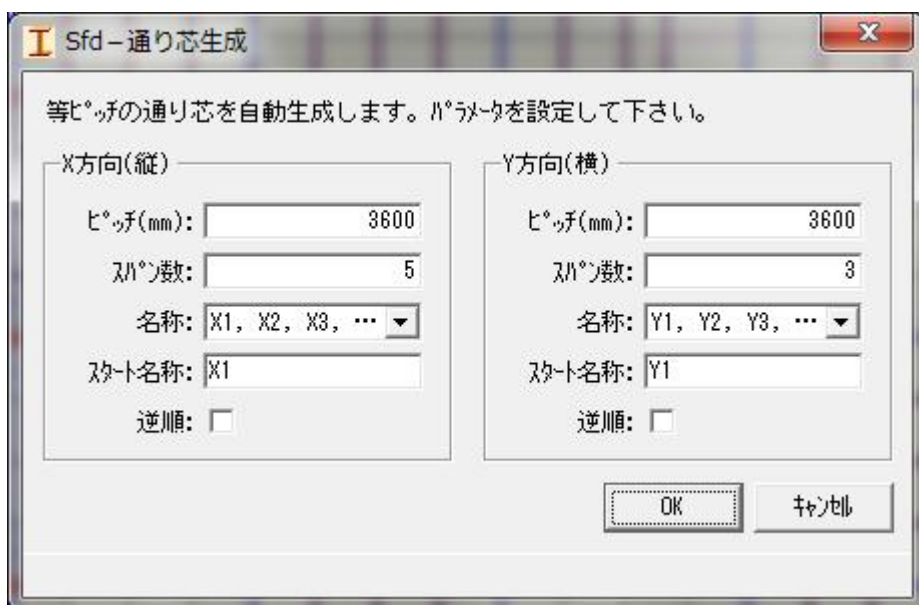 Sfd－通り芯生成
等ﾋﾟｯﾁの通り芯を自動生成します。ﾊﾟﾗﾒｰﾀを設定して下さい。
X方向(縦)
ﾋﾟｯﾁ(mm): 3600
ｽﾊﾟﾝ数: 5
名称: X1, X2, X3, …
ｽﾀｰﾄ名称: X1
逆順:
Y方向(横)
ﾋﾟｯﾁ(mm): 3600
ｽﾊﾟﾝ数: 3
名称: Y1, Y2, Y3, …
ｽﾀｰﾄ名称: Y1
逆順:
OK
ｷｬﾝｾﾙ